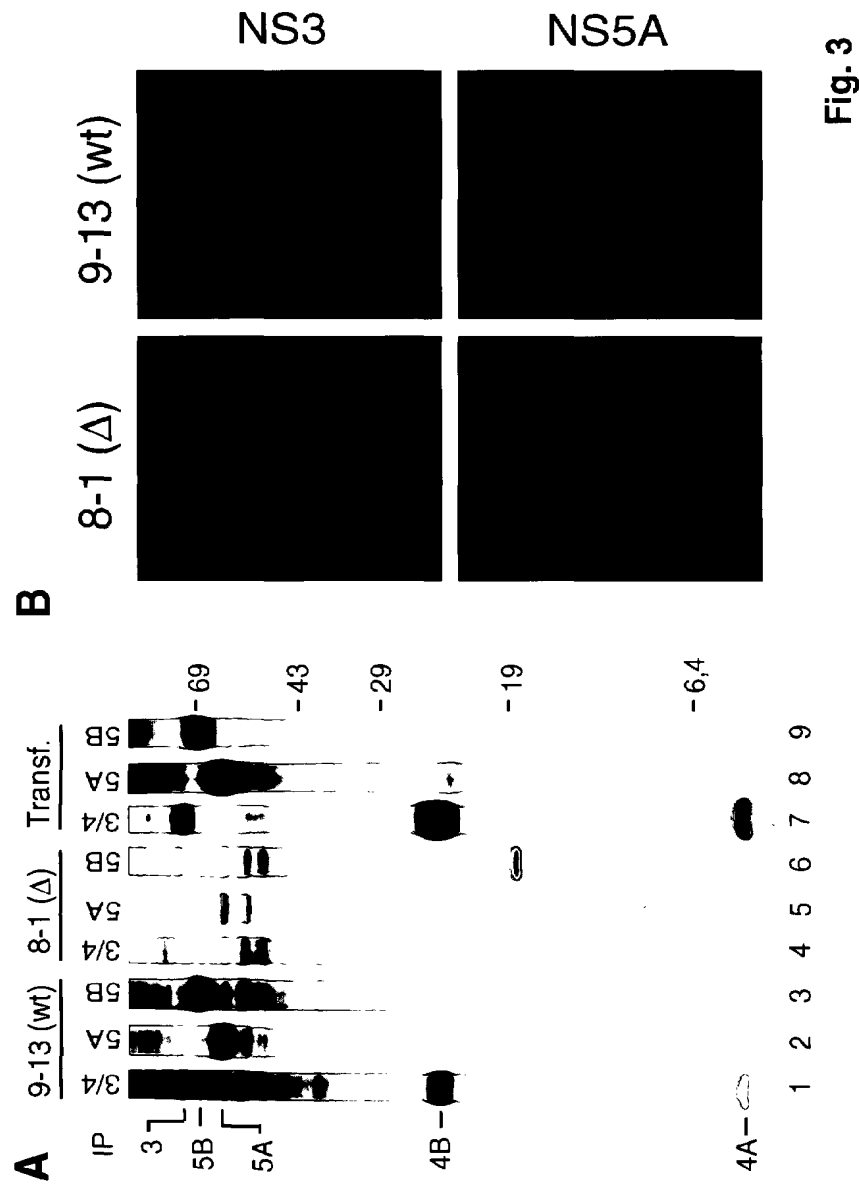 A
9-13 (wt) 8-1 (Δ) Transf.
IP 3/4 5A 5B 3/4 5A 5B 3/4 5A 5B
3
5B
5A
4B
4A
69
43
29
19
6,4
1 2 3 4 5 6 7 8 9
B
8-1 (Δ) 9-13 (wt)
NS3
NS5A
Fig. 3